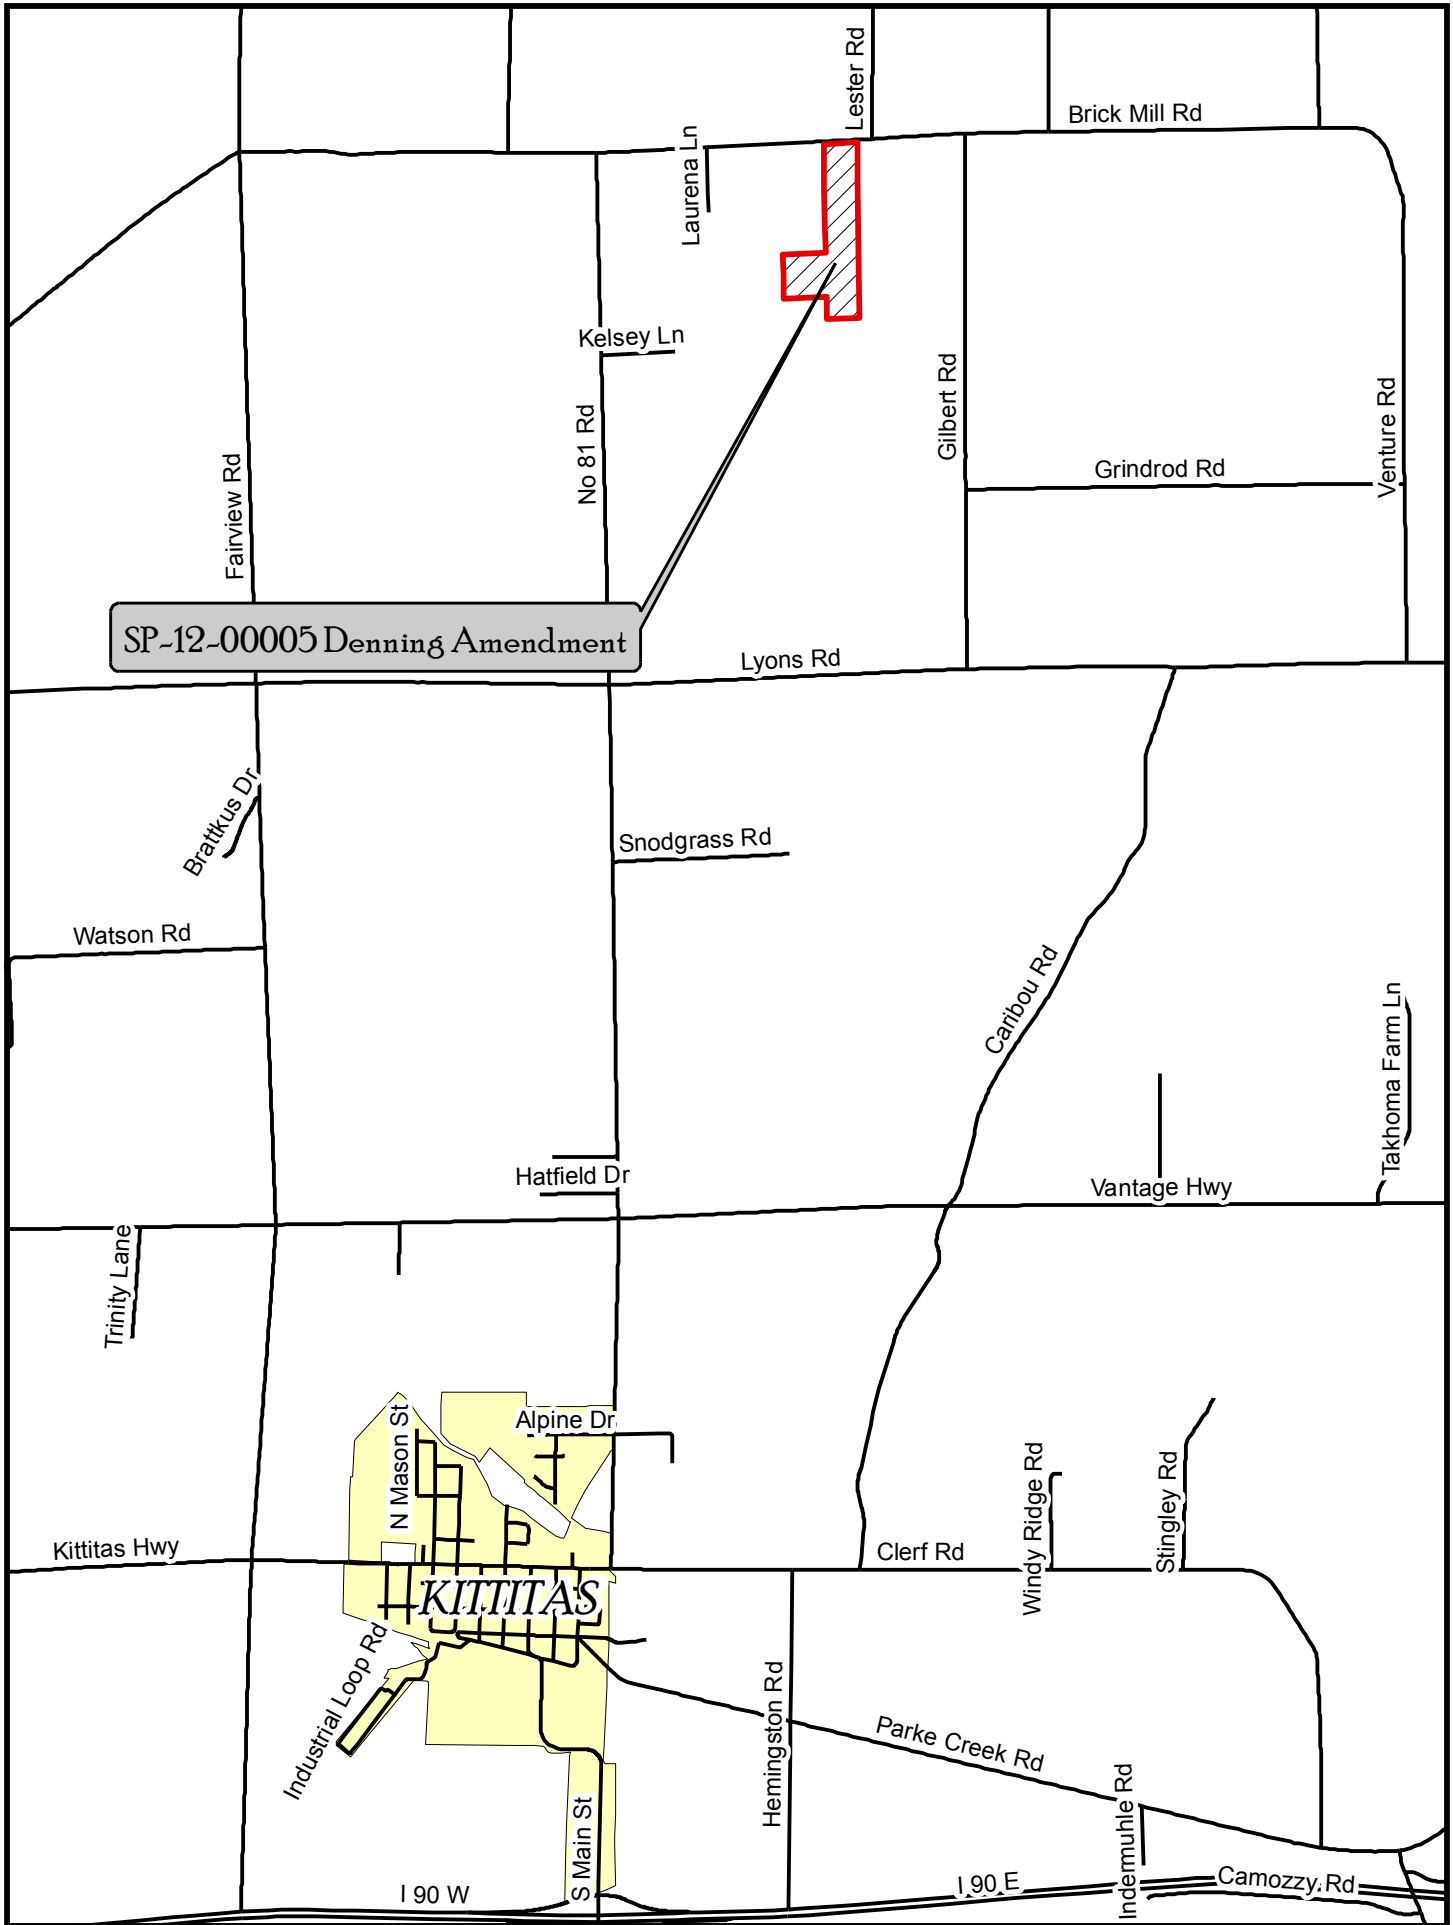 Lester Rd
Brick Mill Rd
Laurena Ln
Kelsey Ln
No 81 Rd
Gilbert Rd
Venture Rd
Grindrod Rd
Fairview Rd
SP-12-00005 Denning Amendment
Lyons Rd
Brattkus Dr
Snodgrass Rd
Watson Rd
Caribou Rd
Takhoma Farm Ln
Hatfield Dr
Vantage Hwy
Trinity Lane
N Mason St
Alpine Dr
Windy Ridge Rd
Stingley Rd
Kittitas Hwy
Clerf Rd
KITTITAS
Industrial Loop Rd
Hemingston Rd
Parke Creek Rd
Indermuhle Rd
S Main St
I 90 W
I 90 E
Camozzy Rd